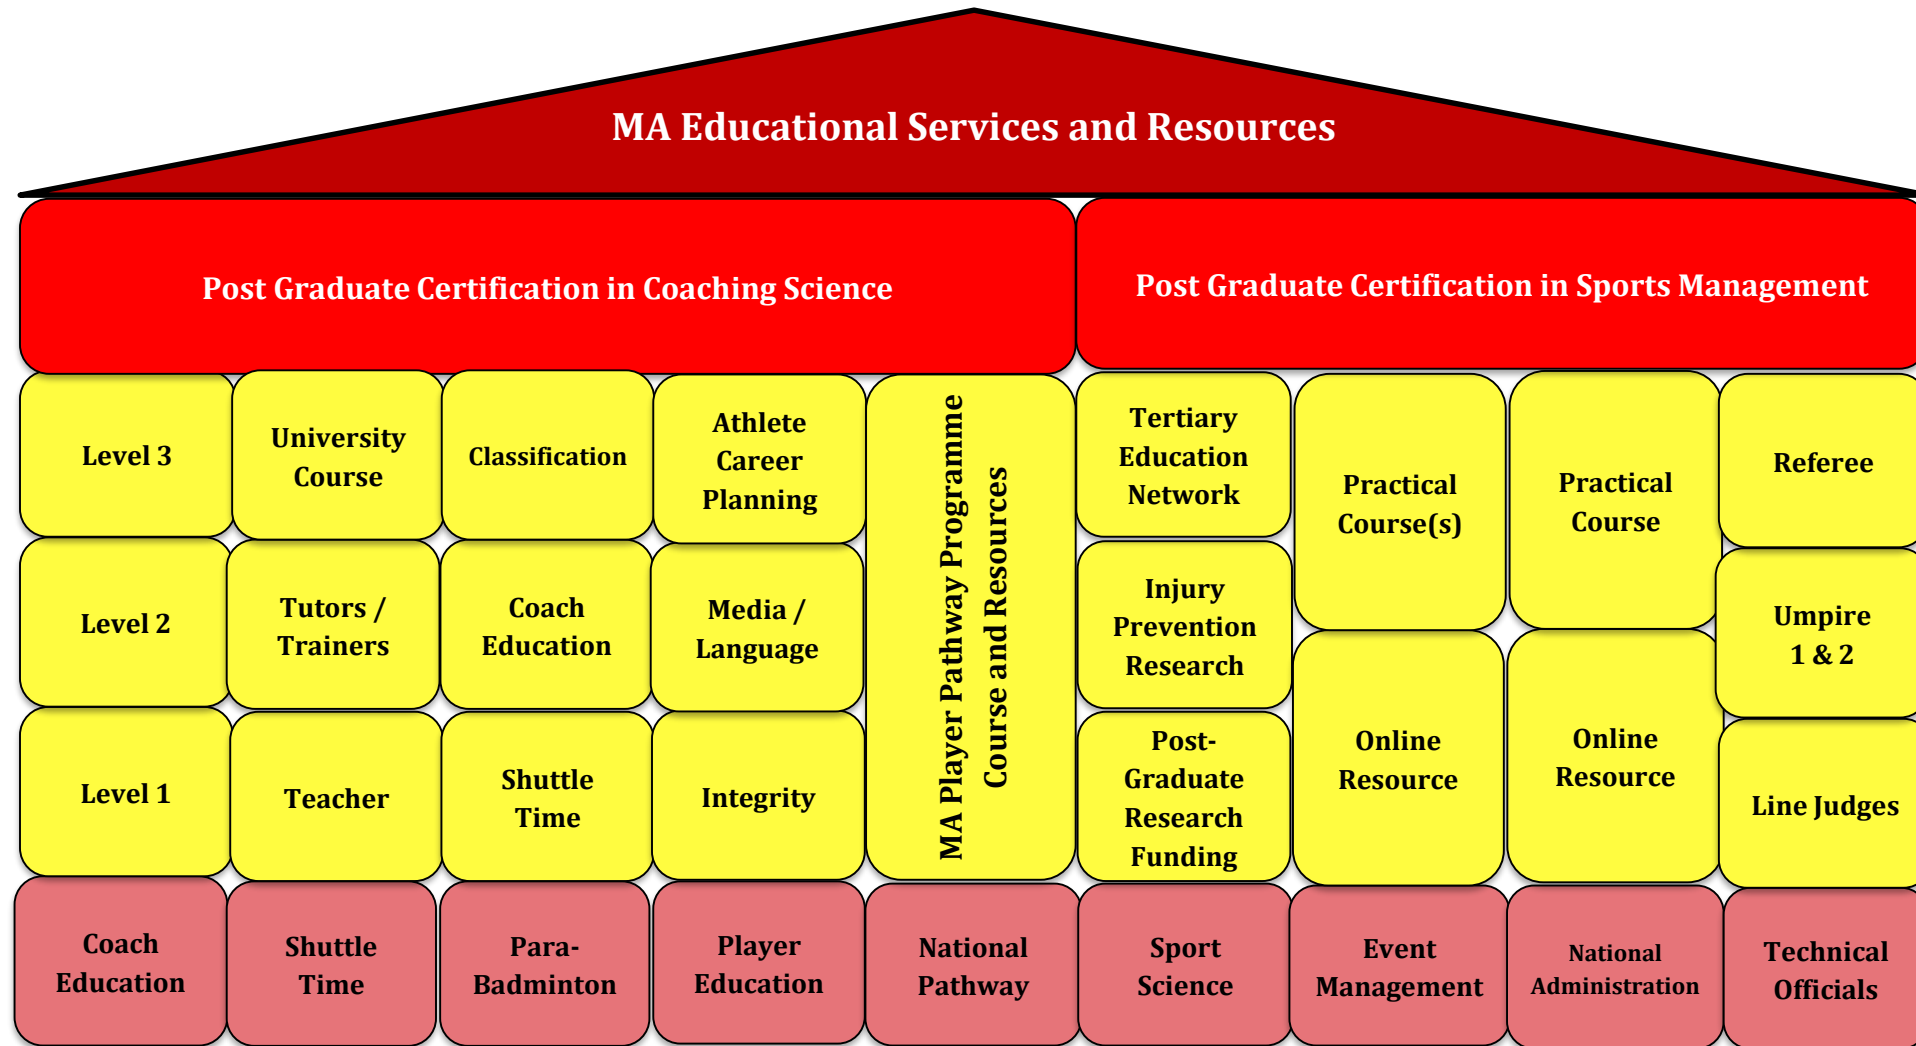 MA Educational Services and Resources
Post Graduate Certification in Coaching Science
Post Graduate Certification in Sports Management
Level 3
University
Course
Classification
Athlete
Career
Planning
MA Player Pathway Programme
Course and Resources
Tertiary
Education
Network
Practical
Course(s)
Practical
Course
Referee
Level 2
Tutors /
Trainers
Coach
Education
Media /
Language
Injury
Prevention
Research
Umpire
1 & 2
Level 1
Teacher
Shuttle
Time
Integrity
Post-
Graduate
Research
Funding
Online
Resource
Online
Resource
Line Judges
Coach
Education
Shuttle
Time
Para-
Badminton
Player
Education
National
Pathway
Sport
Science
Event
Management
National
Administration
Technical
Officials